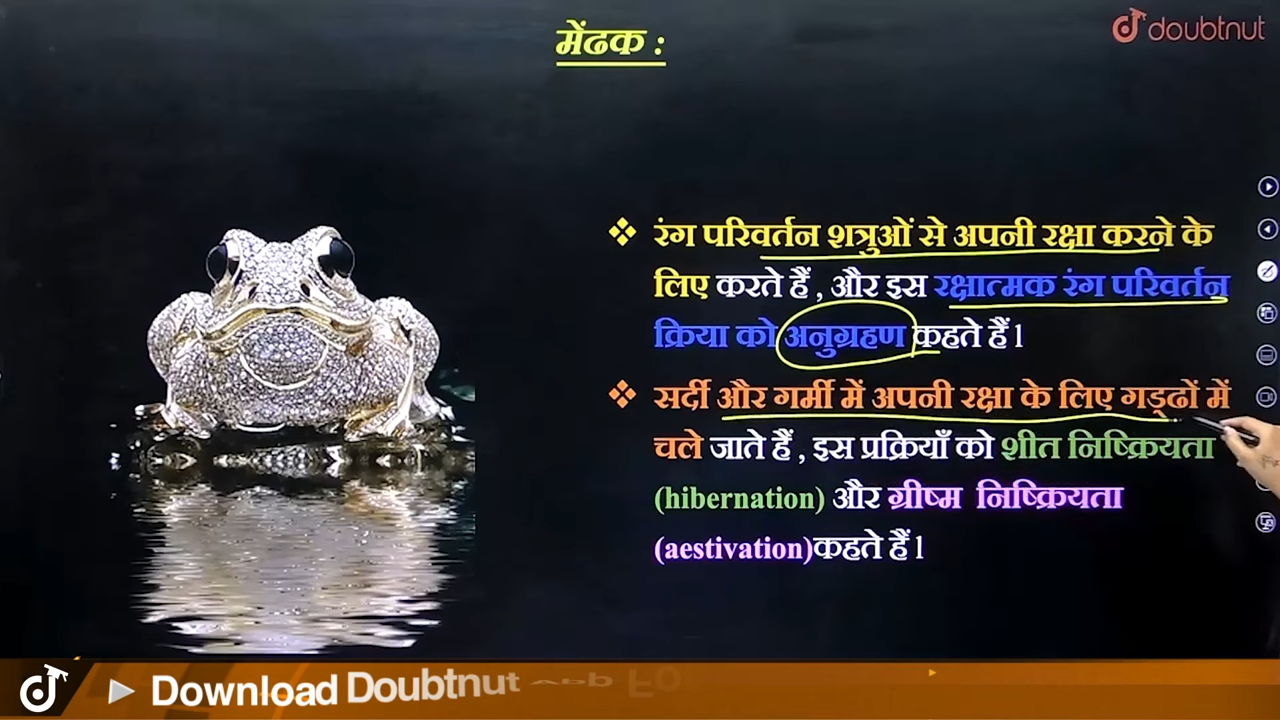 मेंढक :
doubtnut
❖ रंग परिवर्तन शत्रुओं से अपनी रक्षा करने के
लिए करते हैं , और इस रक्षात्मक रंग परिवर्तन
क्रिया को अनुग्रहण कहते हैं l
❖ सर्दी और गर्मी में अपनी रक्षा के लिए गड्ढों में
चले जाते हैं , इस प्रक्रियाँ को शीत निष्क्रियता
(hibernation) और ग्रीष्म निष्क्रियता
(aestivation)कहते हैं l
Download Doubtnut